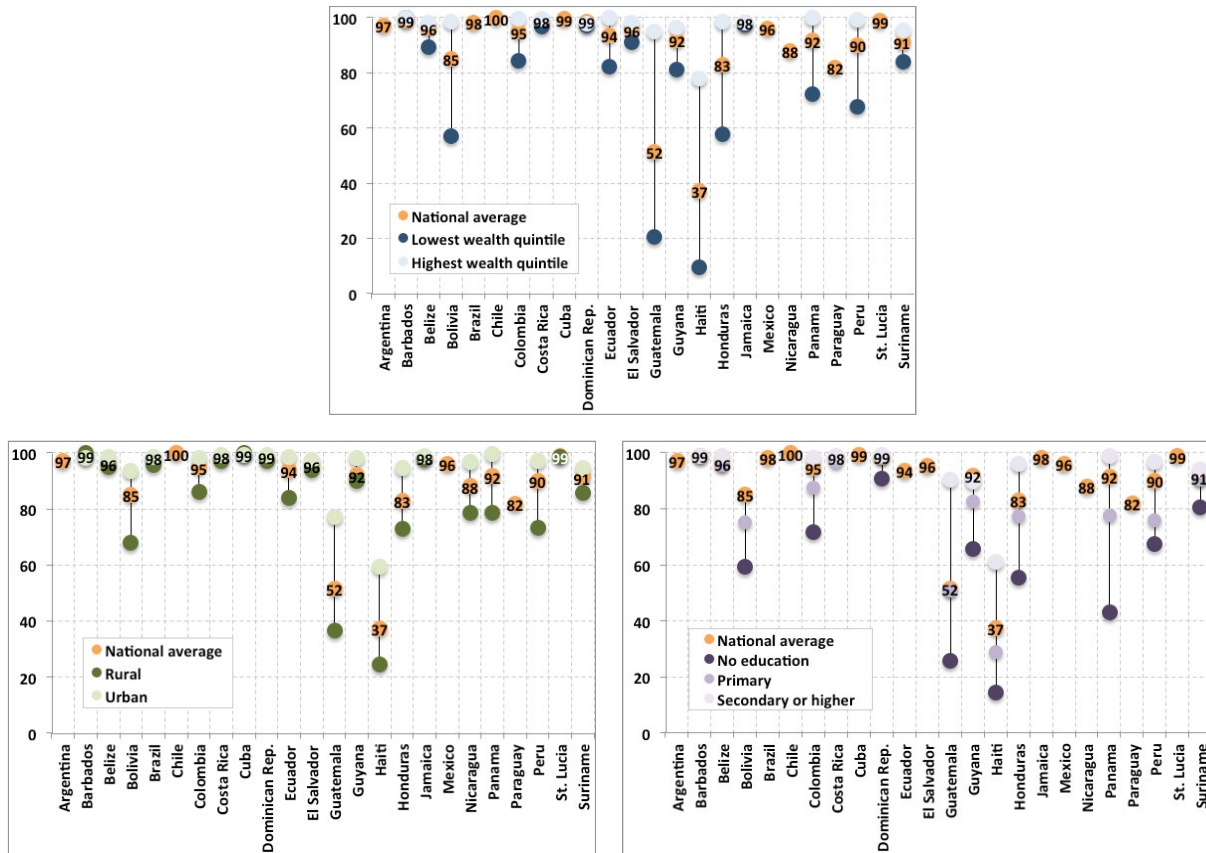 100
80
60
40
20
0
97
99
96
85
98
100
95
98
99
99
94
96
52
92
37
83
98
96
88
92
82
90
99
91
National average
Lowest wealth quintile
Highest wealth quintile
Argentina
Barbados
Belize
Bolivia
Brazil
Chile
Colombia
Costa Rica
Cuba
Dominican Rep.
Ecuador
El Salvador
Guatemala
Guyana
Haiti
Honduras
Jamaica
Mexico
Nicaragua
Panama
Paraguay
Peru
St. Lucia
Suriname
100
80
60
40
20
0
97
99
96
85
98
100
95
98
99
99
94
96
52
92
37
83
98
96
88
92
82
90
99
91
National average
Rural
Urban
Argentina
Barbados
Belize
Bolivia
Brazil
Chile
Colombia
Costa Rica
Cuba
Dominican Rep.
Ecuador
El Salvador
Guatemala
Guyana
Haiti
Honduras
Jamaica
Mexico
Nicaragua
Panama
Paraguay
Peru
St. Lucia
Suriname
100
80
60
40
20
0
97
99
96
85
98
100
95
98
99
99
94
96
52
92
37
83
98
96
88
92
82
90
99
91
National average
No education
Primary
Secondary or higher
Argentina
Barbados
Belize
Bolivia
Brazil
Chile
Colombia
Costa Rica
Cuba
Dominican Rep.
Ecuador
El Salvador
Guatemala
Guyana
Haiti
Honduras
Jamaica
Mexico
Nicaragua
Panama
Paraguay
Peru
St. Lucia
Suriname